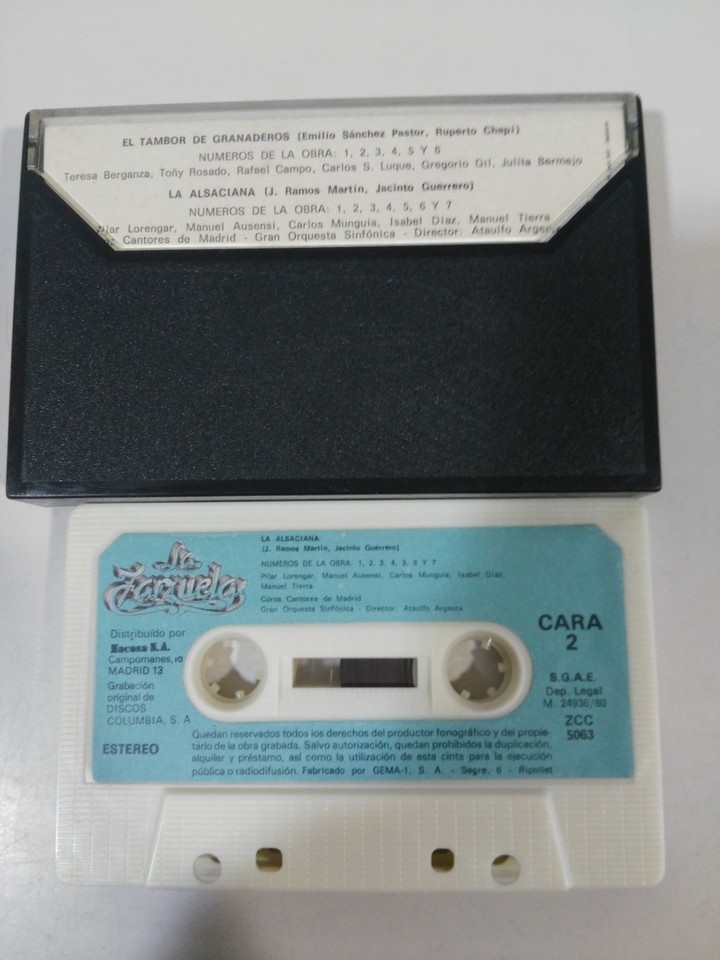 EL TAMBOR DE GRANADEROS (Emilio Sánchez Pastor, Ruperto Chapí)
NUMEROS DE LA OBRA: 1, 2, 3, 4, 5 Y 6
Teresa Berganza, Toñy Rosado, Rafael Campo, Carlos S. Luque, Gregorio Gil, Julita Bermejo
LA ALSACIANA (J. Ramos Martín, Jacinto Guerrero)
NUMEROS DE LA OBRA: 1, 2, 3, 4, 5, 6 Y 7
Pilar Lorengar, Manuel Ausensi, Carlos Munguia, Isabel Díaz, Manuel Tierra
Cantores de Madrid - Gran Orquesta Sinfónica - Director: Ataulfo Argen
La Zarzuela
LA ALSACIANA
(J. Ramos Martín, Jacinto Guerrero)
NUMEROS DE LA OBRA: 1, 2, 3, 4, 5, 6 Y 7
Pilar Lorengar, Manuel Ausensi, Carlos Munguia, Isabel Díaz,
Manuel Tierra
Coros Cantores de Madrid
Gran Orquesta Sinfónica - Director: Ataulfo Argenta
Distribuído por
Nacosa S.A.
Campomanes, 10
MADRID 13
Grabación
original de
DISCOS
COLUMBIA, S. A
ESTEREO
CARA
2
S.G.A.E.
Dep. Legal
M. 24936/80
ZCC
5063
Quedan reservados todos los derechos del productor fonográfico y del propie-
tario de la obra grabada. Salvo autorización, quedan prohibidos la duplicación,
alquiler y préstamo, así como la utilización de esta cinta para la ejecución
pública o radiodifusión. Fabricado por GEMA-1, S. A. - Segre, 6 - Ripollet